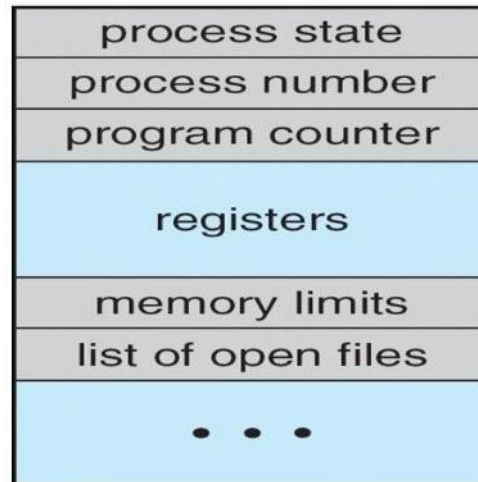 process state
process number
program counter
registers
memory limits
list of open files
• • •